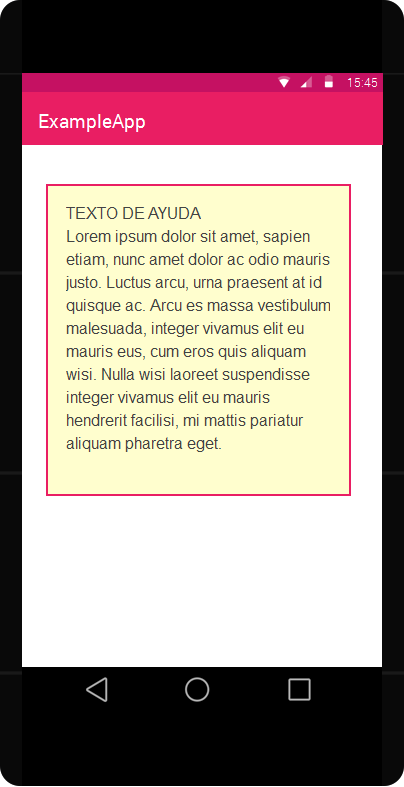 15:45
ExampleApp
TEXTO DE AYUDA
Lorem ipsum dolor sit amet, sapien
etiam, nunc amet dolor ac odio mauris
justo. Luctus arcu, urna praesent at id
quisque ac. Arcu es massa vestibulum
malesuada, integer vivamus elit eu
mauris eus, cum eros quis aliquam
wisi. Nulla wisi laoreet suspendisse
integer vivamus elit eu mauris
hendrerit facilisi, mi mattis pariatur
aliquam pharetra eget.